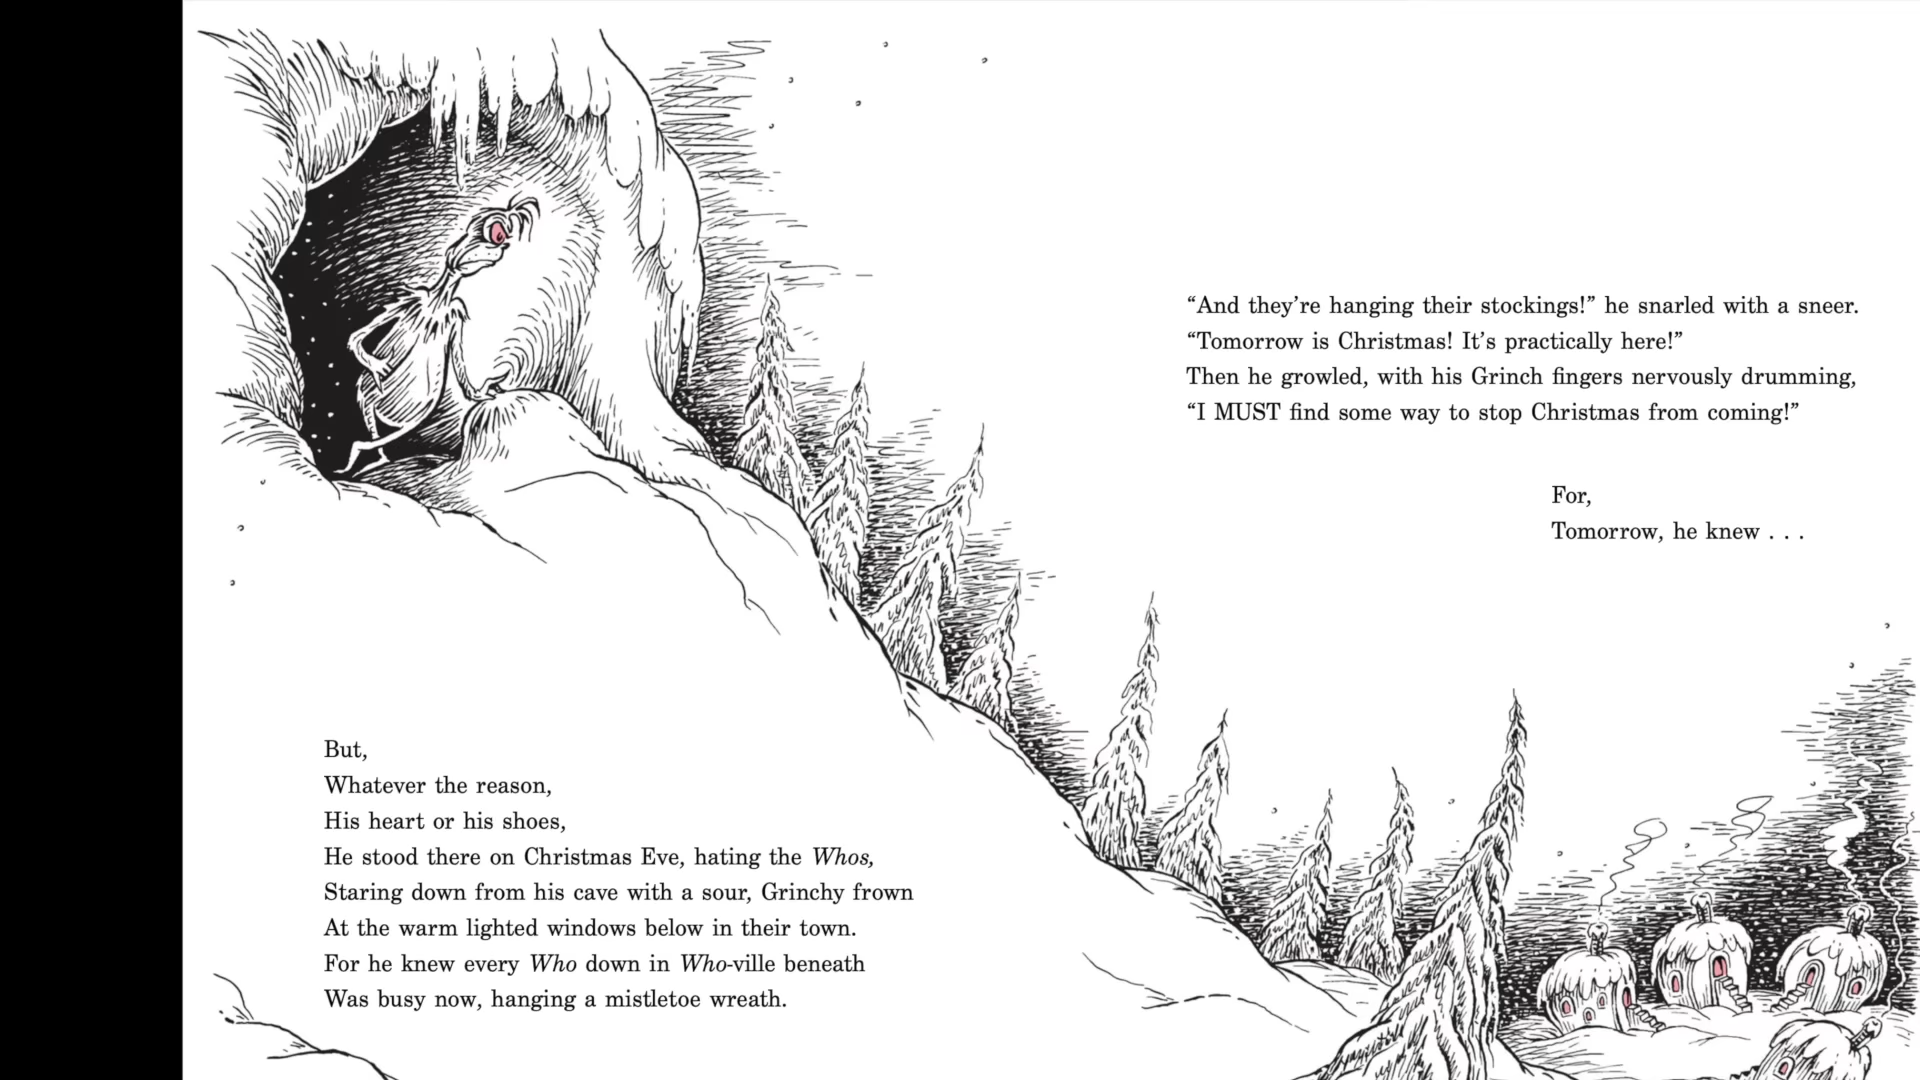 But,
Whatever the reason,
His heart or his shoes,
He stood there on Christmas Eve, hating the Whos,
Staring down from his cave with a sour, Grinchy frown
At the warm lighted windows below in their town.
For he knew every Who down in Who-ville beneath
Was busy now, hanging a mistletoe wreath.
“And they’re hanging their stockings!” he snarled with a sneer.
“Tomorrow is Christmas! It’s practically here!”
Then he growled, with his Grinch fingers nervously drumming,
“I MUST find some way to stop Christmas from coming!”
For,
Tomorrow, he knew . . .